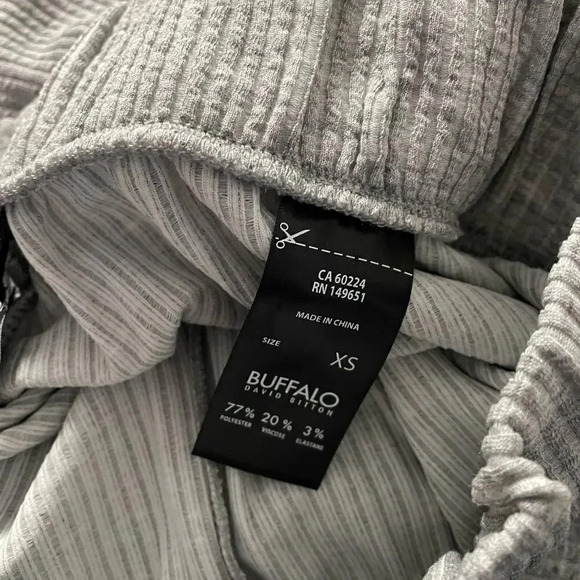 CA 60224
RN 149651
MADE IN CHINA
SIZE XS
BUFFALO
DAVID BITTON
77% 20% 3%
POLYESTER VISCOSE ELASTANE